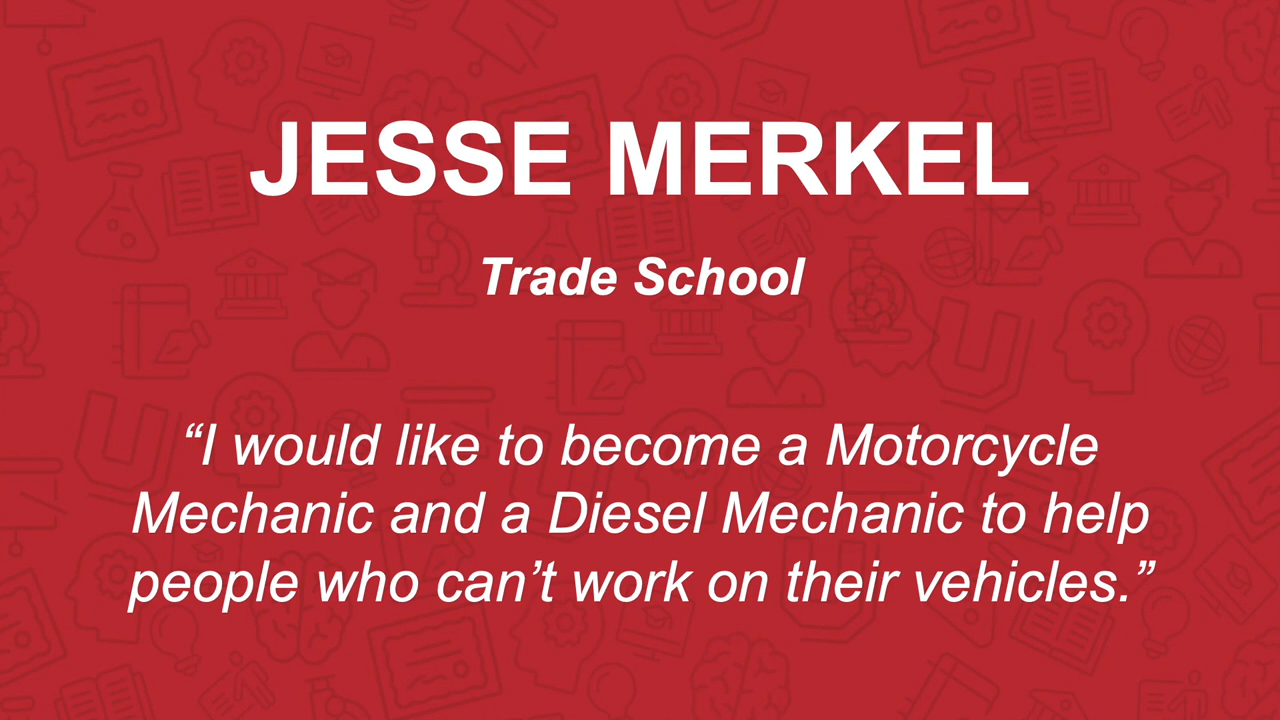 JESSE MERKEL
Trade School
“I would like to become a Motorcycle
Mechanic and a Diesel Mechanic to help
people who can’t work on their vehicles.”